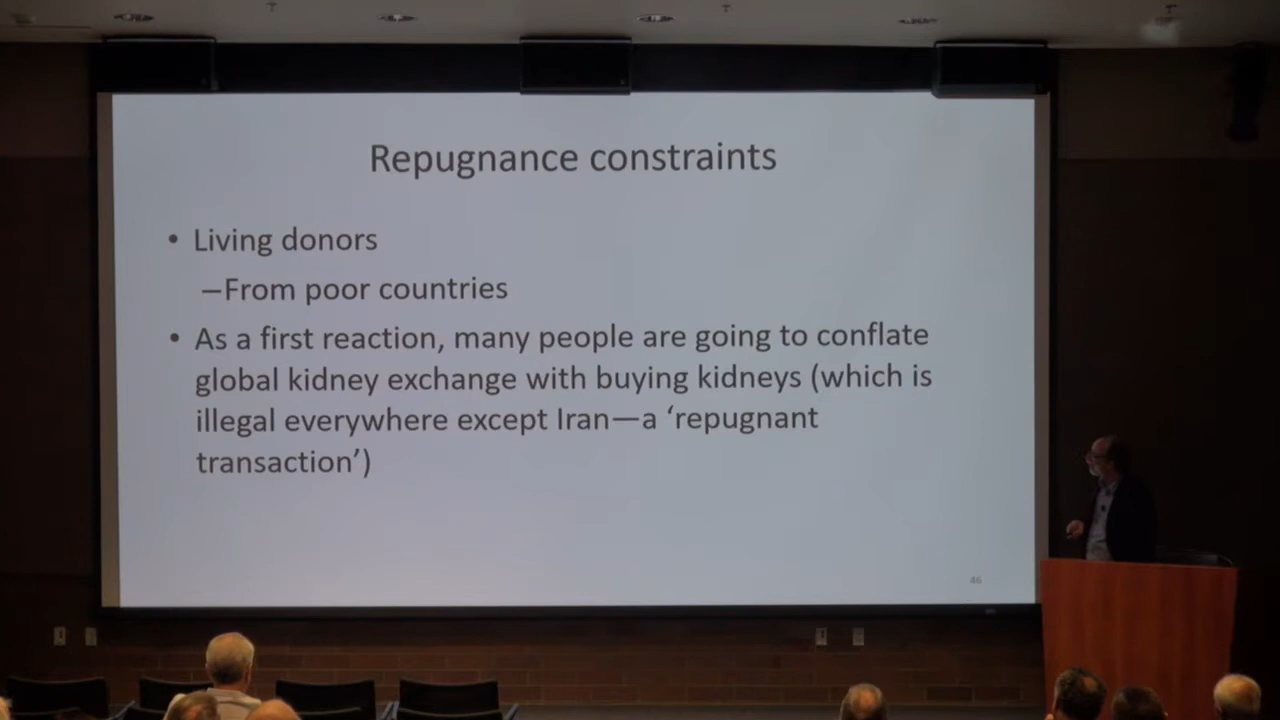 Repugnance constraints
• Living donors
–From poor countries
• As a first reaction, many people are going to conflate
global kidney exchange with buying kidneys (which is
illegal everywhere except Iran—a ‘repugnant
transaction’)
46